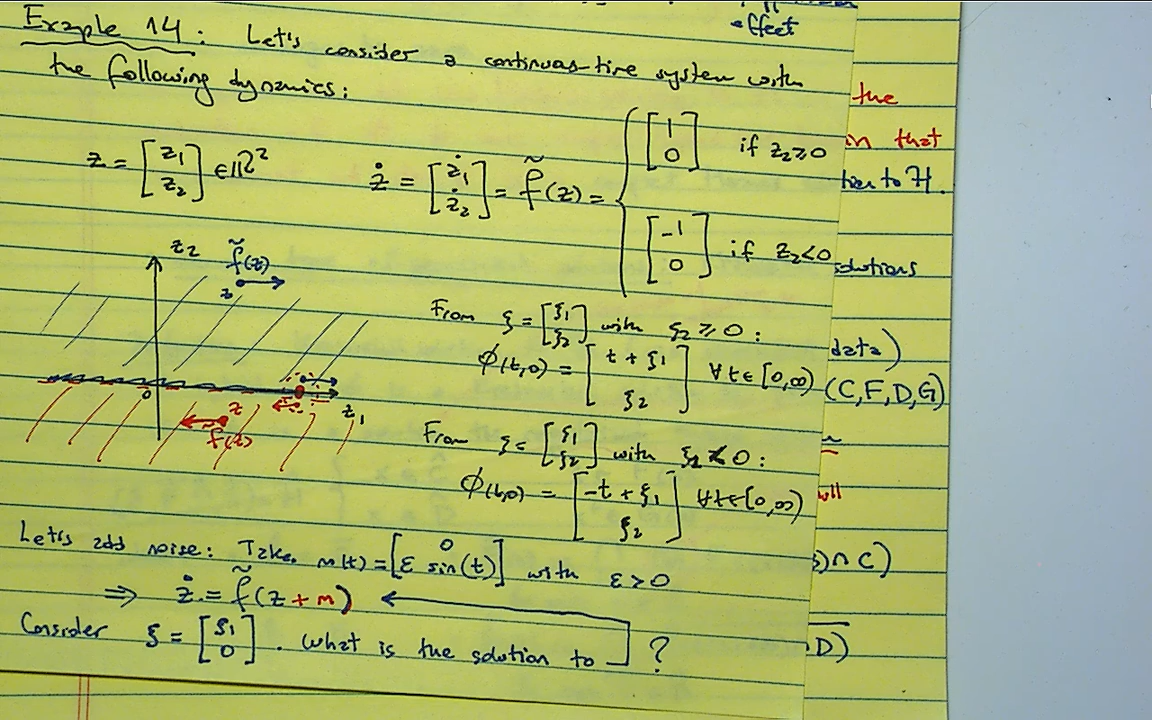 effect
Example 14: Let's consider a continuous-time system with
the following dynamics:
the
in that
z = [z1 z2] ∈ ℝ² ż = [ż1 ż2] = f̃(z) = { [1 0] if z2 ≥ 0
[-1 0] if z2 < 0
to H.
solutions
z2 f̃(z)
z
From ξ = [ξ1 ξ2] with ξ2 ≥ 0:
φ(t,0) = [t + ξ1 ξ2] ∀ t ∈ [0,∞)
data)
(C,F,D,G)
0 z1
z
f̃(z)
From ξ = [ξ1 ξ2] with ξ2 < 0:
φ(t,0) = [-t + ξ1 ξ2] ∀ t ∈ [0,∞)
will
Let's add noise: Take m(t) = [0 ε sin(t)] with ε > 0
) ∩ C)
⇒ ż = f̃(z + m) ←
Consider ξ = [ξ1 0]. What is the solution to ?
D)